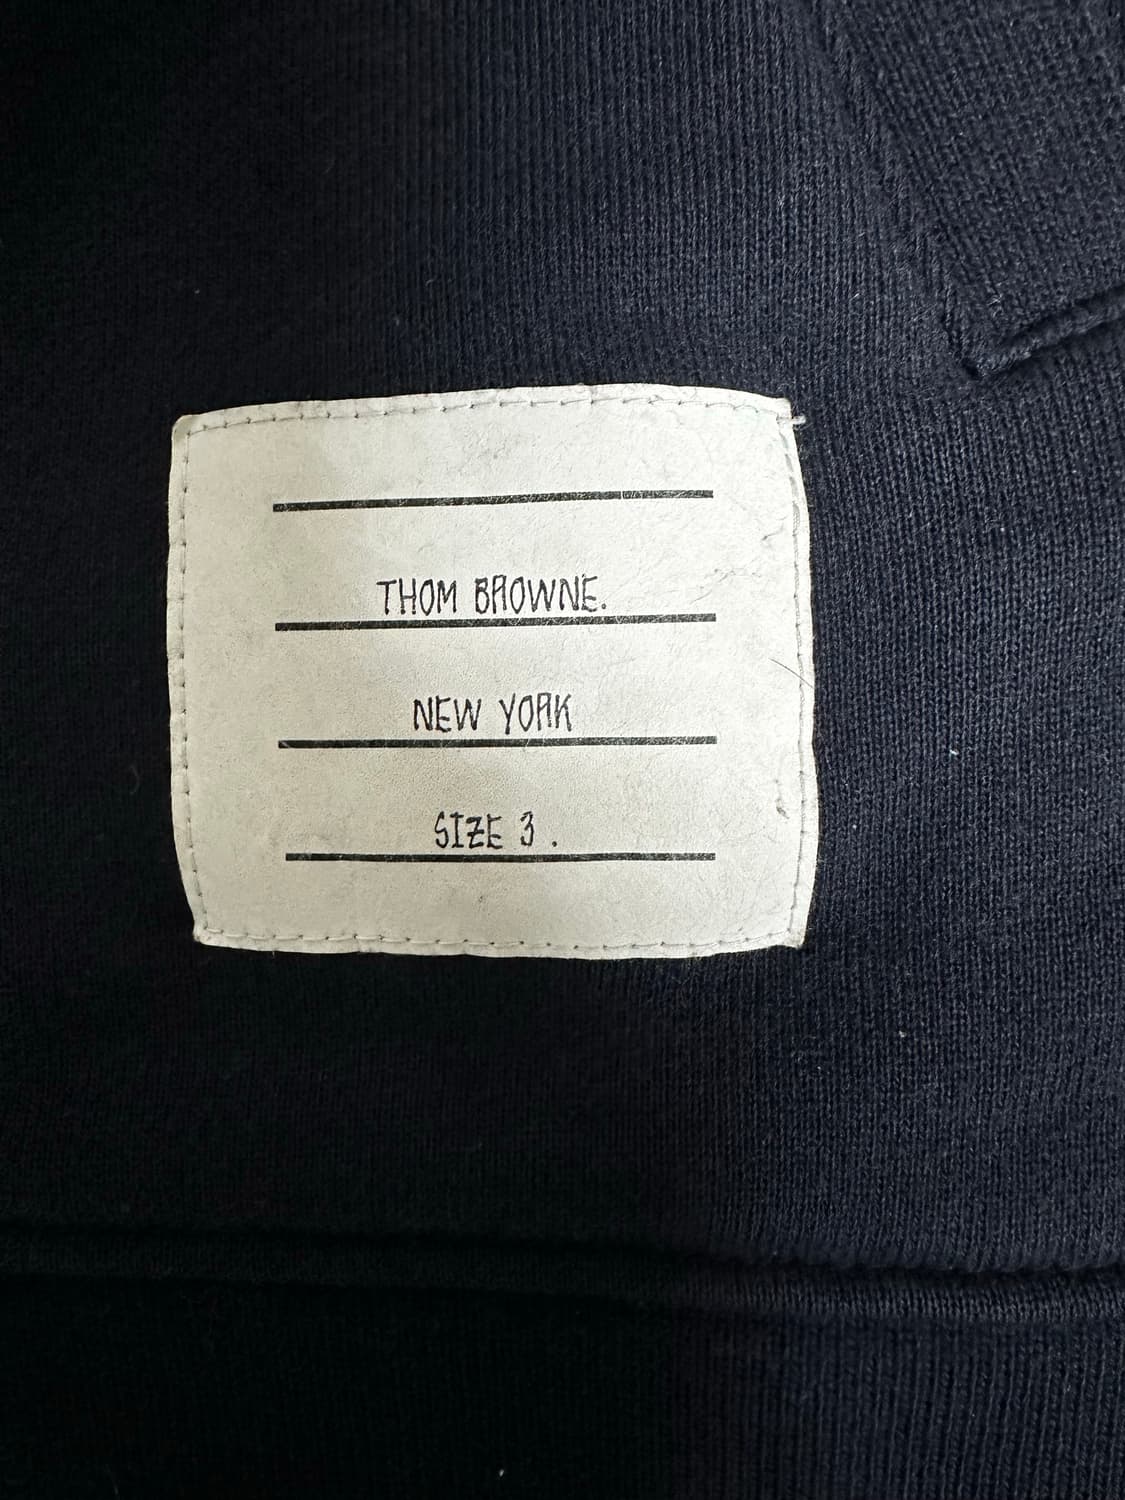 THOM BROWNE.
NEW YORK
SIZE 3 .